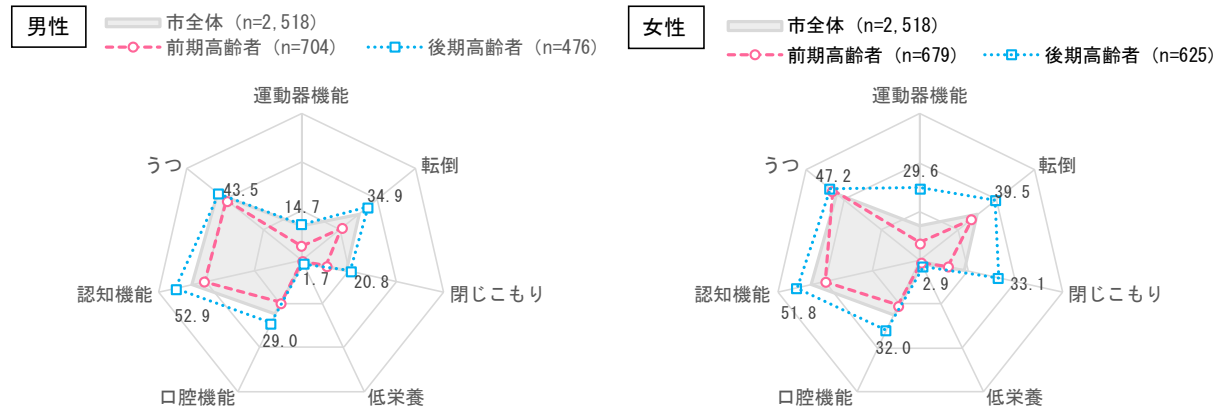 男性
市全体（n=2,518）
前期高齢者（n=704）
後期高齢者（n=476）
運動器機能
うつ
転倒
43.5
14.7
34.9
認知機能
1.7
20.8
閉じこもり
52.9
29.0
口腔機能
低栄養
女性
市全体（n=2,518）
前期高齢者（n=679）
後期高齢者（n=625）
運動器機能
うつ
転倒
47.2
29.6
39.5
認知機能
2.9
33.1
閉じこもり
51.8
32.0
口腔機能
低栄養